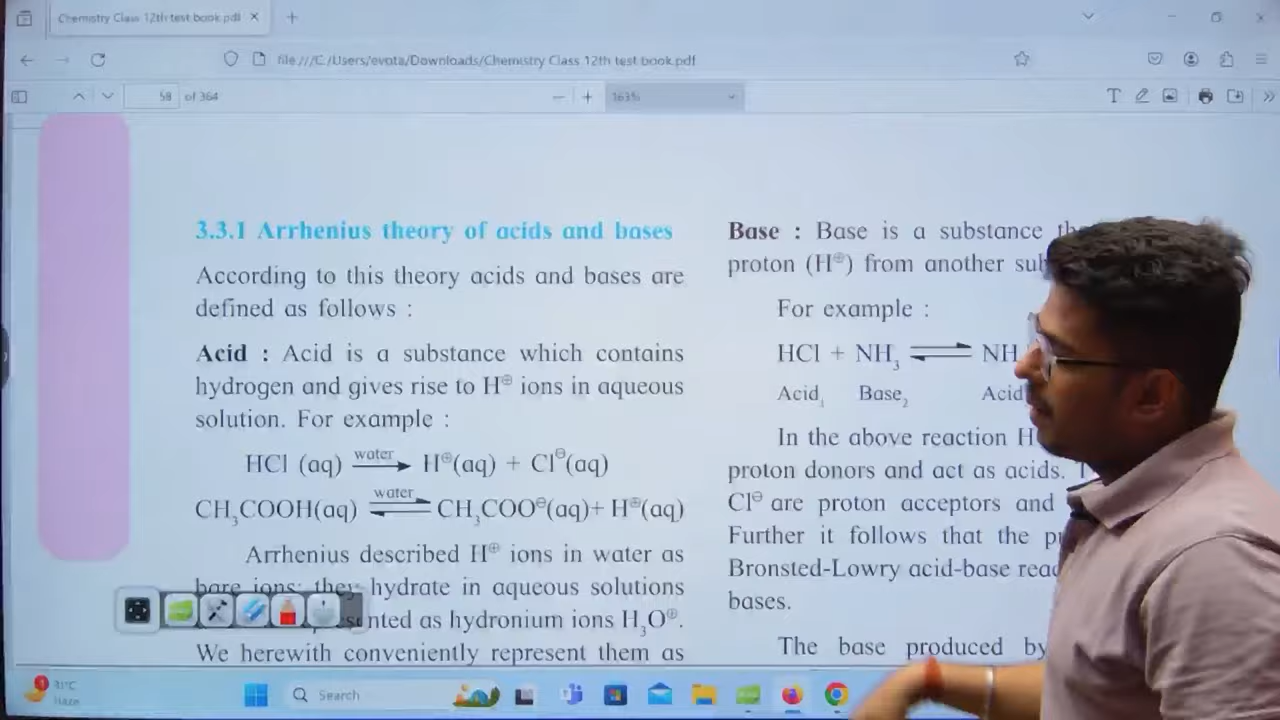 Chemistry Class 12th test book.pdf
file:///C:/Users/evota/Downloads/Chemistry Class 12th test book.pdf
58 of 364
163%
3.3.1 Arrhenius theory of acids and bases
According to this theory acids and bases are
defined as follows :
Acid : Acid is a substance which contains
hydrogen and gives rise to H⊕ ions in aqueous
solution. For example :
HCl (aq) water → H⊕(aq) + Cl⊖(aq)
CH₃COOH(aq) water ⇌ CH₃COO⊖(aq)+ H⊕(aq)
Arrhenius described H⊕ ions in water as
bare ions; they hydrate in aqueous solutions
as hydronium ions H₃O⊕.
We herewith conveniently represent them as
Base : Base is a substance
proton (H⊕) from another
For example :
HCl + NH₃ ⇌ NH
Acid₁ Base₂ Acid
In the above reaction H
proton donors and act as acids.
Cl⊖ are proton acceptors and
Further it follows that the
Bronsted-Lowry acid-base
bases.
The base produced by
1
31°C
Haze
Search